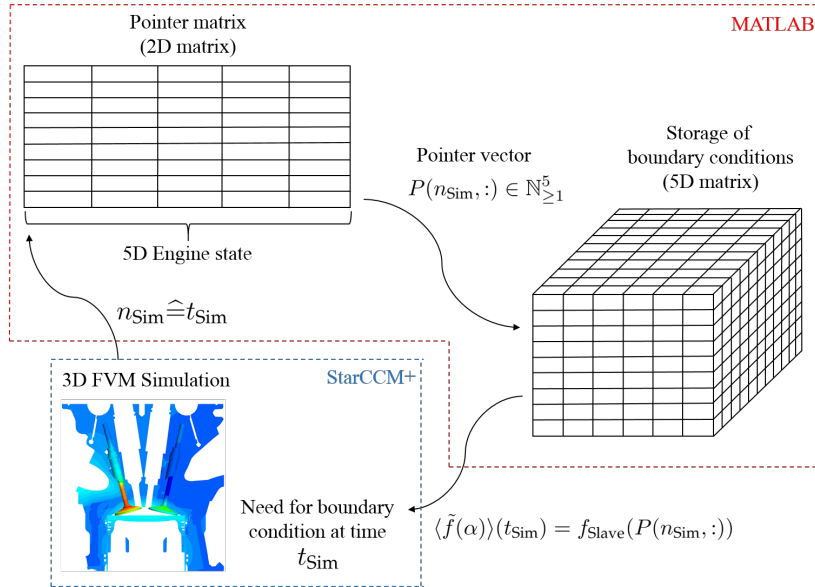 Pointer matrix
(2D matrix)
MATLAB
Storage of
boundary conditions
(5D matrix)
Pointer vector
P(n_Sim, :) ∈ ℕ^5_≥1
5D Engine state
n_Sim ≙ t_Sim
3D FVM Simulation
StarCCM+
Need for boundary
condition at time
t_Sim
⟨f̃(α)⟩(t_Sim) = f_Slave(P(n_Sim, :))